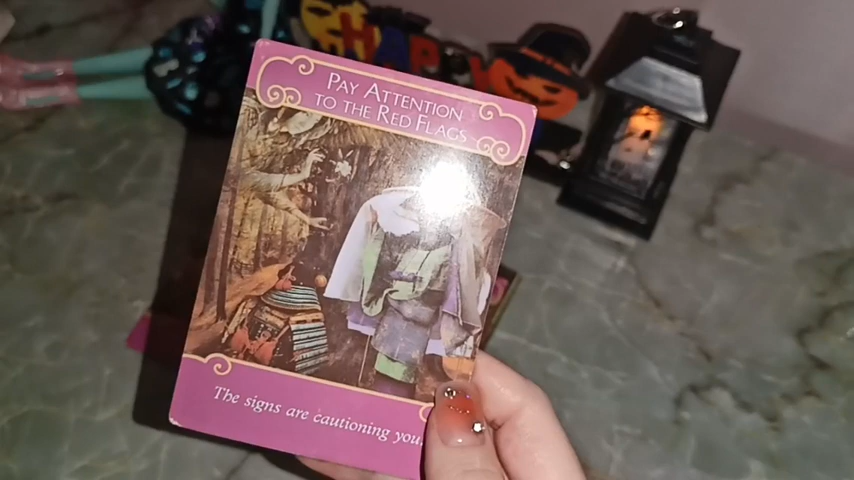 PAY ATTENTION
TO THE RED FLAGS
The signs are cautioning you